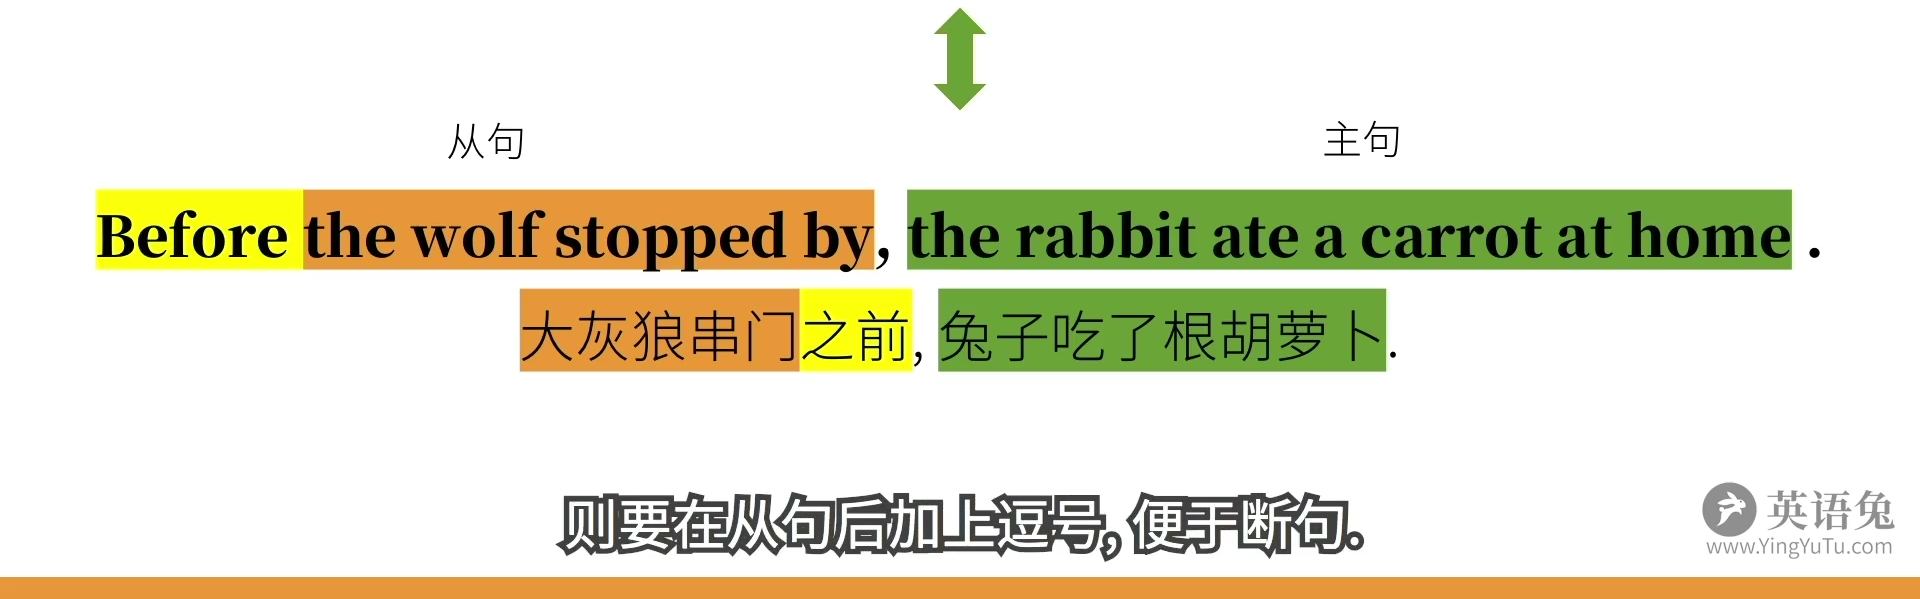 从句
主句
Before the wolf stopped by, the rabbit ate a carrot at home .
大灰狼串门之前, 兔子吃了根胡萝卜.
则要在从句后加上逗号, 便于断句.
英语兔
www.YingYuTu.com